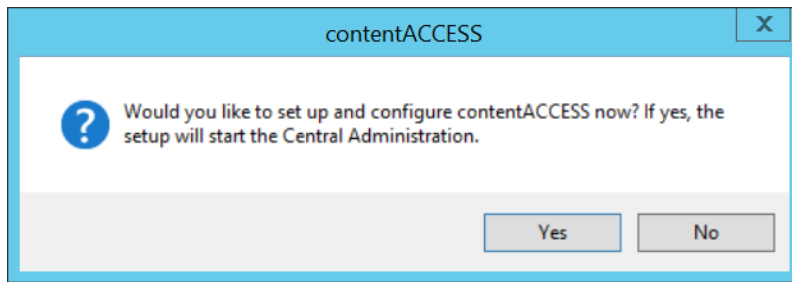 contentACCESS
X
Would you like to set up and configure contentACCESS now? If yes, the
setup will start the Central Administration.
Yes
No